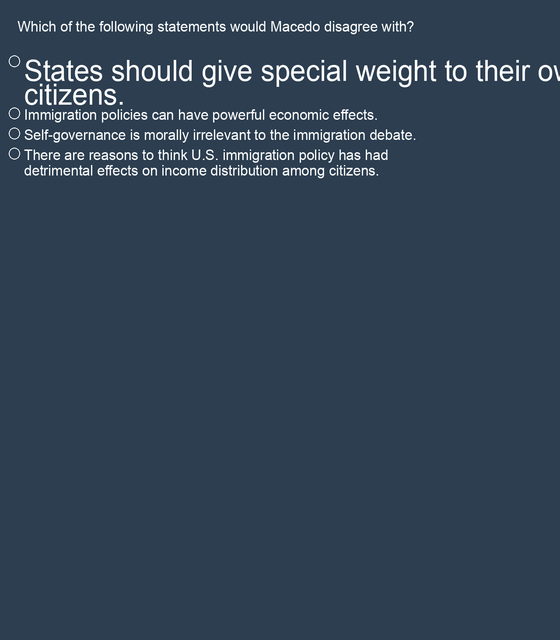 Which of the following statements would Macedo disagree with?
States should give special weight to their
citizens.
Immigration policies can have powerful economic effects.
Self-governance is morally irrelevant to the immigration debate.
There are reasons to think U.S. immigration policy has had
detrimental effects on income distribution among citizens.